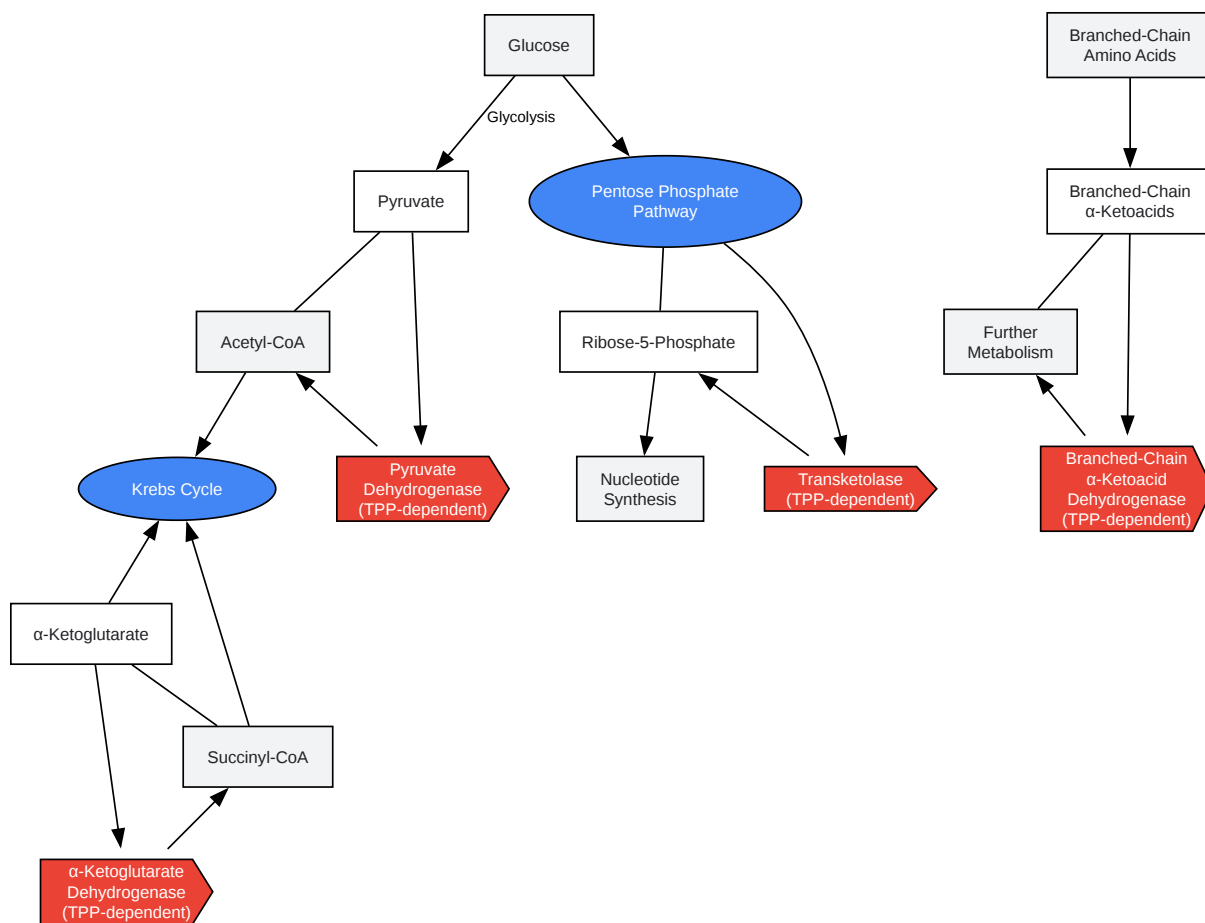 Glucose
Branched-Chain
Amino Acids
Glycolysis
Pyruvate
Pentose Phosphate
Pathway
Branched-Chain
α-Ketoacids
Acetyl-CoA
Ribose-5-Phosphate
Further
Metabolism
Krebs Cycle
Pyruvate
Dehydrogenase
(TPP-dependent)
Nucleotide
Synthesis
Transketolase
(TPP-dependent)
Branched-Chain
α-Ketoacid
Dehydrogenase
(TPP-dependent)
α-Ketoglutarate
Succinyl-CoA
α-Ketoglutarate
Dehydrogenase
(TPP-dependent)